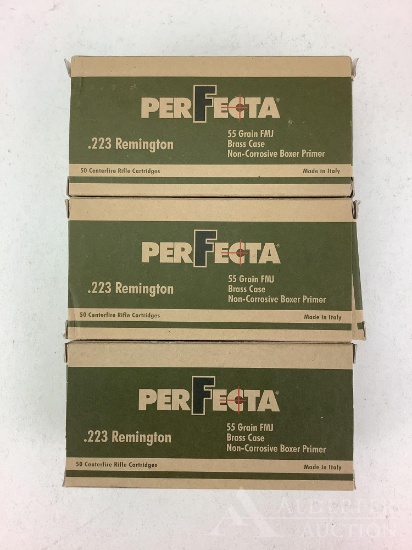 PERFECTA
.223 Remington
55 Grain FMJ
Brass Case
Non-Corrosive Boxer Primer
50 Centerfire Rifle Cartridges
Made in Italy
PERFECTA
.223 Remington
55 Grain FMJ
Brass Case
Non-Corrosive Boxer Primer
50 Centerfire Rifle Cartridges
Made in Italy
PERFECTA
.223 Remington
55 Grain FMJ
Brass Case
Non-Corrosive Boxer Primer
50 Centerfire Rifle Cartridges
Made in Italy
AUCTION